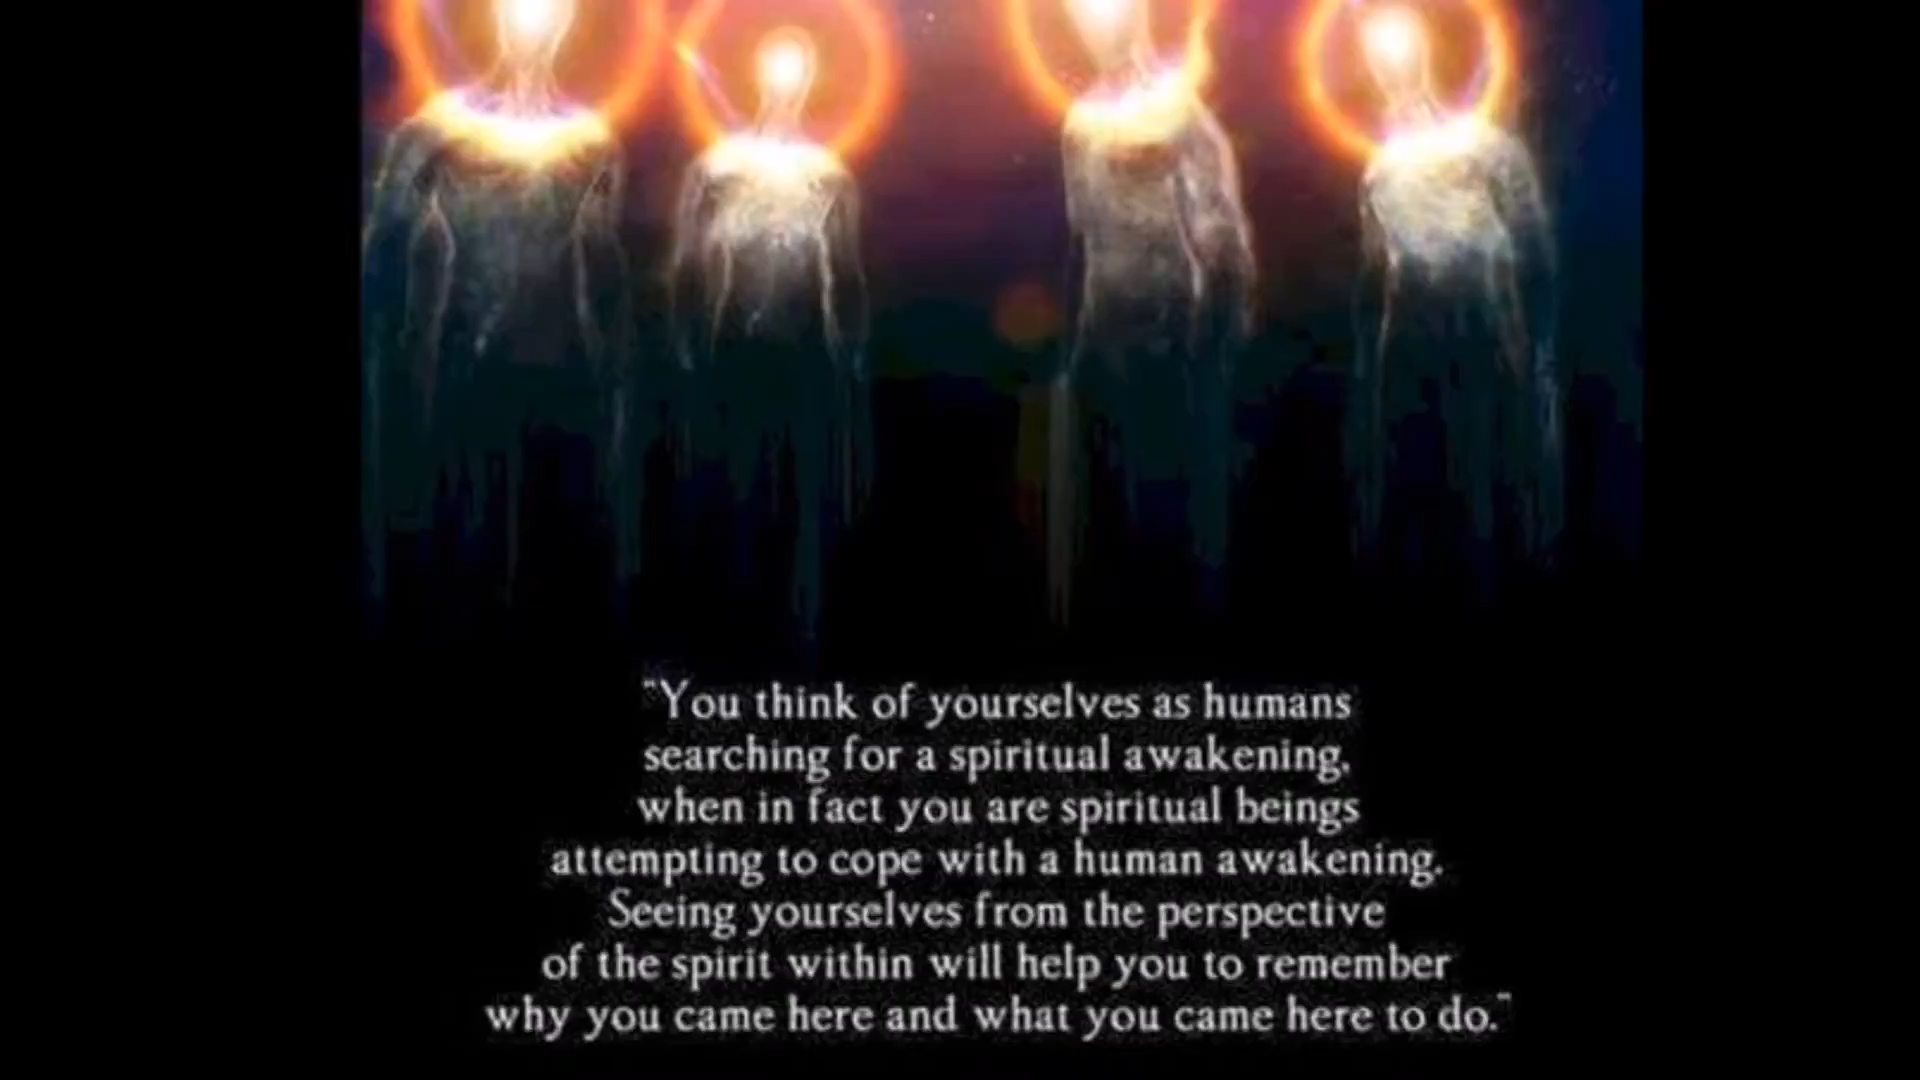 "You think of yourselves as humans
searching for a spiritual awakening,
when in fact you are spiritual beings
attempting to cope with a human awakening.
Seeing yourselves from the perspective
of the spirit within will help you to remember
why you came here and what you came here to do."